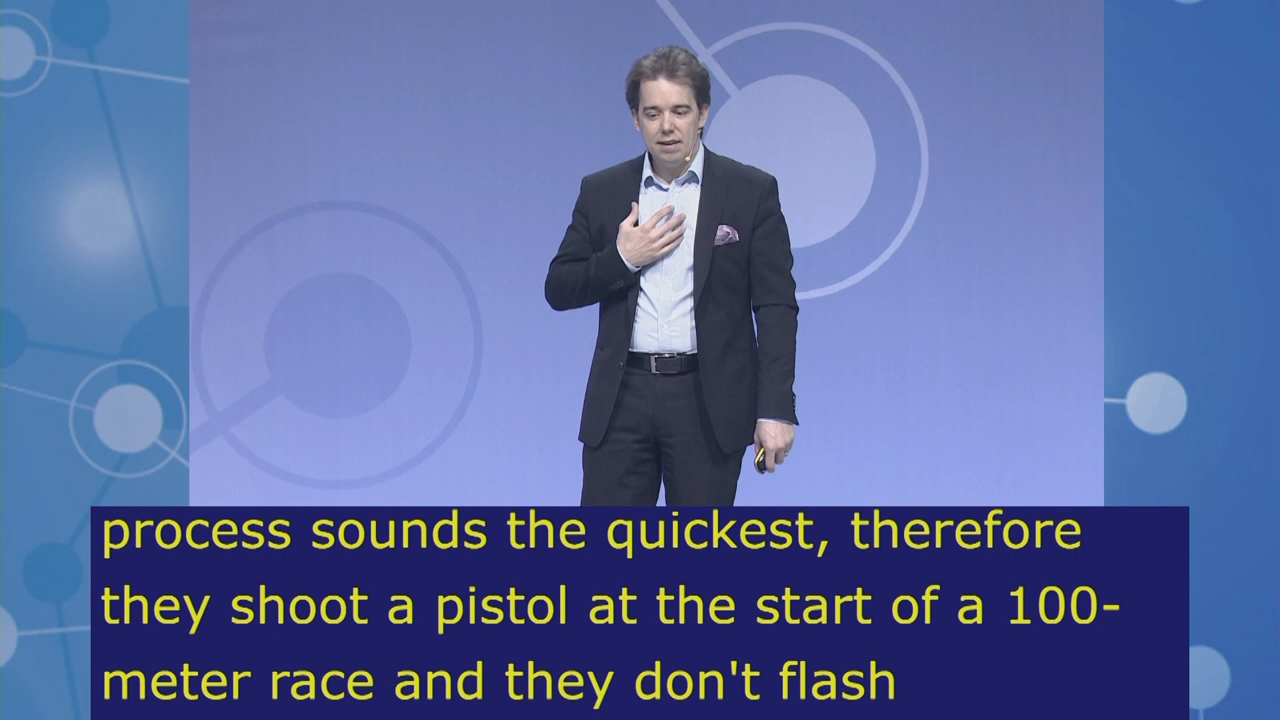 process sounds the quickest, therefore
they shoot a pistol at the start of a 100-
meter race and they don't flash